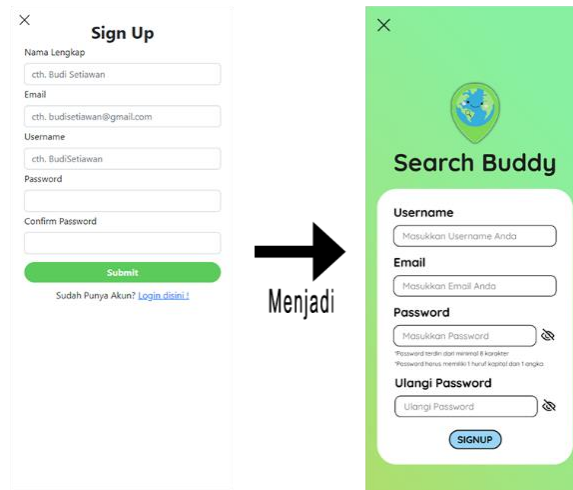 Sign Up
Nama Lengkap
cth. Budi Setiawan
Email
cth. budisetiawan@gmail.com
Username
cth. BudiSetiawan
Password
Confirm Password
Submit
Sudah Punya Akun? Login disini !
Menjadi
Search Buddy
Username
Masukkan Username Anda
Email
Masukkan Email Anda
Password
Masukkan Password
*Password terdiri dari minimal 8 karakter
*Password harus memiliki 1 huruf kapital dan 1 angka
Ulangi Password
Ulangi Password
SIGNUP